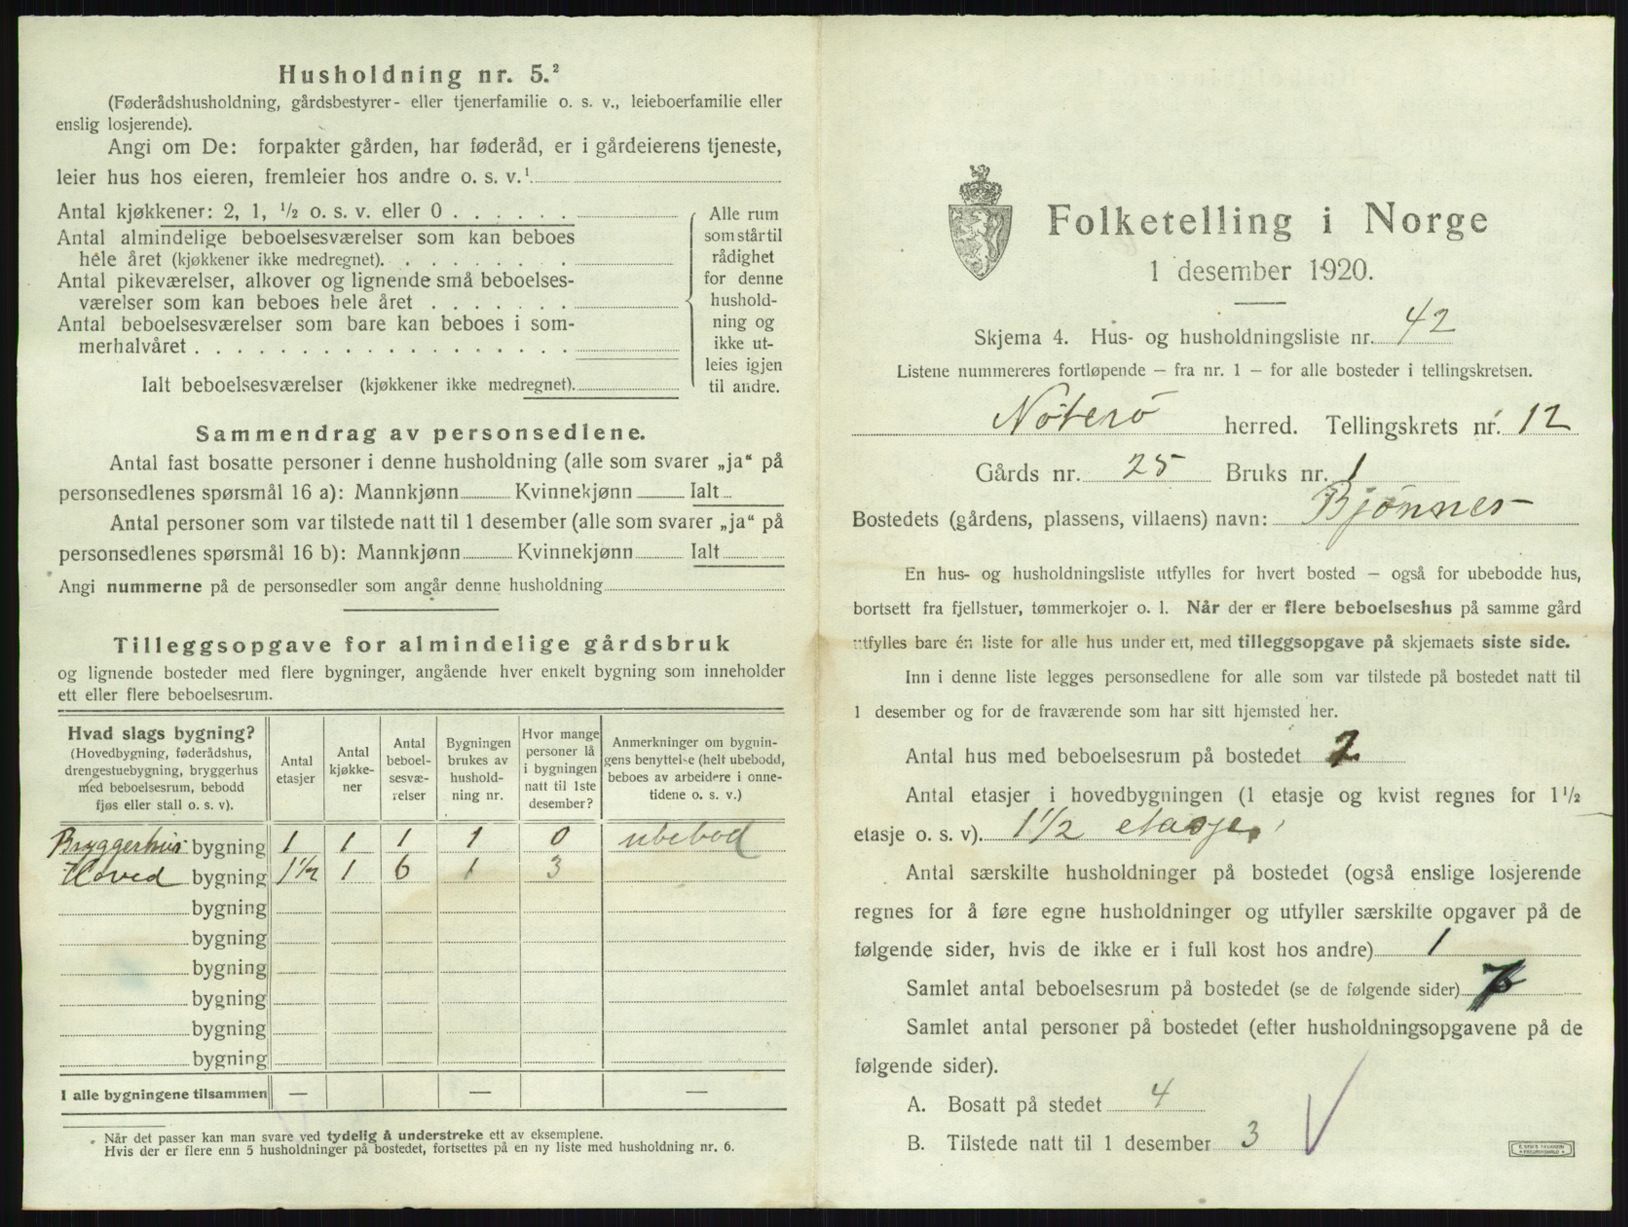 Husholdning nr. 5.²
(Føderådshusholdning, gårdsbestyrer- eller tjenerfamilie o. s. v., leieboerfamilie eller
enslig losjerende).
Angi om De: forpakter gården, har føderåd, er i gårdeierens tjeneste,
leier hus hos eieren, fremleier hos andre o. s. v.¹
Antal kjøkkener: 2, 1, ½ o. s. v. eller 0 . . . . . .
Antal almindelige beboelsesværelser som kan beboes
hele året (kjøkkener ikke medregnet). . . . . . . .
Antal pikeværelser, alkover og lignende små beboelses-
værelser som kan beboes hele året . . . . . . .
Antal beboelsesværelser som bare kan beboes i som-
merhalvåret . . . . . . . . . . . . . . . . . .
Ialt beboelsesværelser (kjøkkener ikke medregnet).
Alle rum
som står til
rådighet
for denne
hushold-
ning og
ikke ut-
leies igjen
til andre.
Sammendrag av personsedlene.
Antal fast bosatte personer i denne husholdning (alle som svarer „ja“ på
personsedlenes spørsmål 16 a): Mannkjønn Kvinnekjønn Ialt
Antal personer som var tilstede natt til 1 desember (alle som svarer „ja“ på
personsedlenes spørsmål 16 b): Mannkjønn Kvinnekjønn Ialt
Angi nummerne på de personsedler som angår denne husholdning
Tilleggsopgave for almindelige gårdsbruk
og lignende bosteder med flere bygninger, angående hver enkelt bygning som inneholder
ett eller flere beboelsesrum.
Hvad slags bygning?
(Hovedbygning, føderådshus,
drengestuebygning, bryggerhus
med beboelsesrum, bebodd
fjøs eller stall o. s. v).
Antal
etasjer
Antal
kjøkke-
ner
Antal
beboel-
sesvæ-
relser
Bygningen
brukes av
hushold-
ning nr.
Hvor mange
personer lå
i bygningen
natt til 1ste
desember?
Anmerkninger om bygnin-
gens benyttelse (helt ubebodd,
beboes av arbeidere i onne-
tidene o. s. v.)
Bryggerhus bygning 1 1 1 1 0 ubebod
Hoved bygning 1½ 1 6 1 3
bygning
bygning
bygning
bygning
bygning
bygning
I alle bygningene tilsammen — — —
¹ Når det passer kan man svare ved tydelig å understreke ett av eksemplene.
² Hvis der er flere enn 5 husholdninger på bostedet, fortsettes på en ny liste med husholdning nr. 6.
Folketelling i Norge
1 desember 1920.
Skjema 4. Hus- og husholdningsliste nr. 42
Listene nummereres fortløpende — fra nr. 1 — for alle bosteder i tellingskretsen.
Nøterø herred. Tellingskrets nr. 12
Gårds nr. 25 Bruks nr. 1
Bostedets (gårdens, plassens, villaens) navn: Bjønnes
En hus- og husholdningsliste utfylles for hvert bosted — også for ubebodde hus,
bortsett fra fjellstuer, tømmerkojer o. l. Når der er flere beboelseshus på samme gård
utfylles bare én liste for alle hus under ett, med tilleggsopgave på skjemaets siste side.
Inn i denne liste legges personsedlene for alle som var tilstede på bostedet natt til
1 desember og for de fraværende som har sitt hjemsted her.
Antal hus med beboelsesrum på bostedet 2
Antal etasjer i hovedbygningen (1 etasje og kvist regnes for 1½
etasje o. s. v). 1½ etasje
Antal særskilte husholdninger på bostedet (også enslige losjerende
regnes for å føre egne husholdninger og utfyller særskilte opgaver på de
følgende sider, hvis de ikke er i full kost hos andre) 1
Samlet antal beboelsesrum på bostedet (se de følgende sider)
Samlet antal personer på bostedet (efter husholdningsopgavene på de
følgende sider).
A. Bosatt på stedet 4
B. Tilstede natt til 1 desember 3